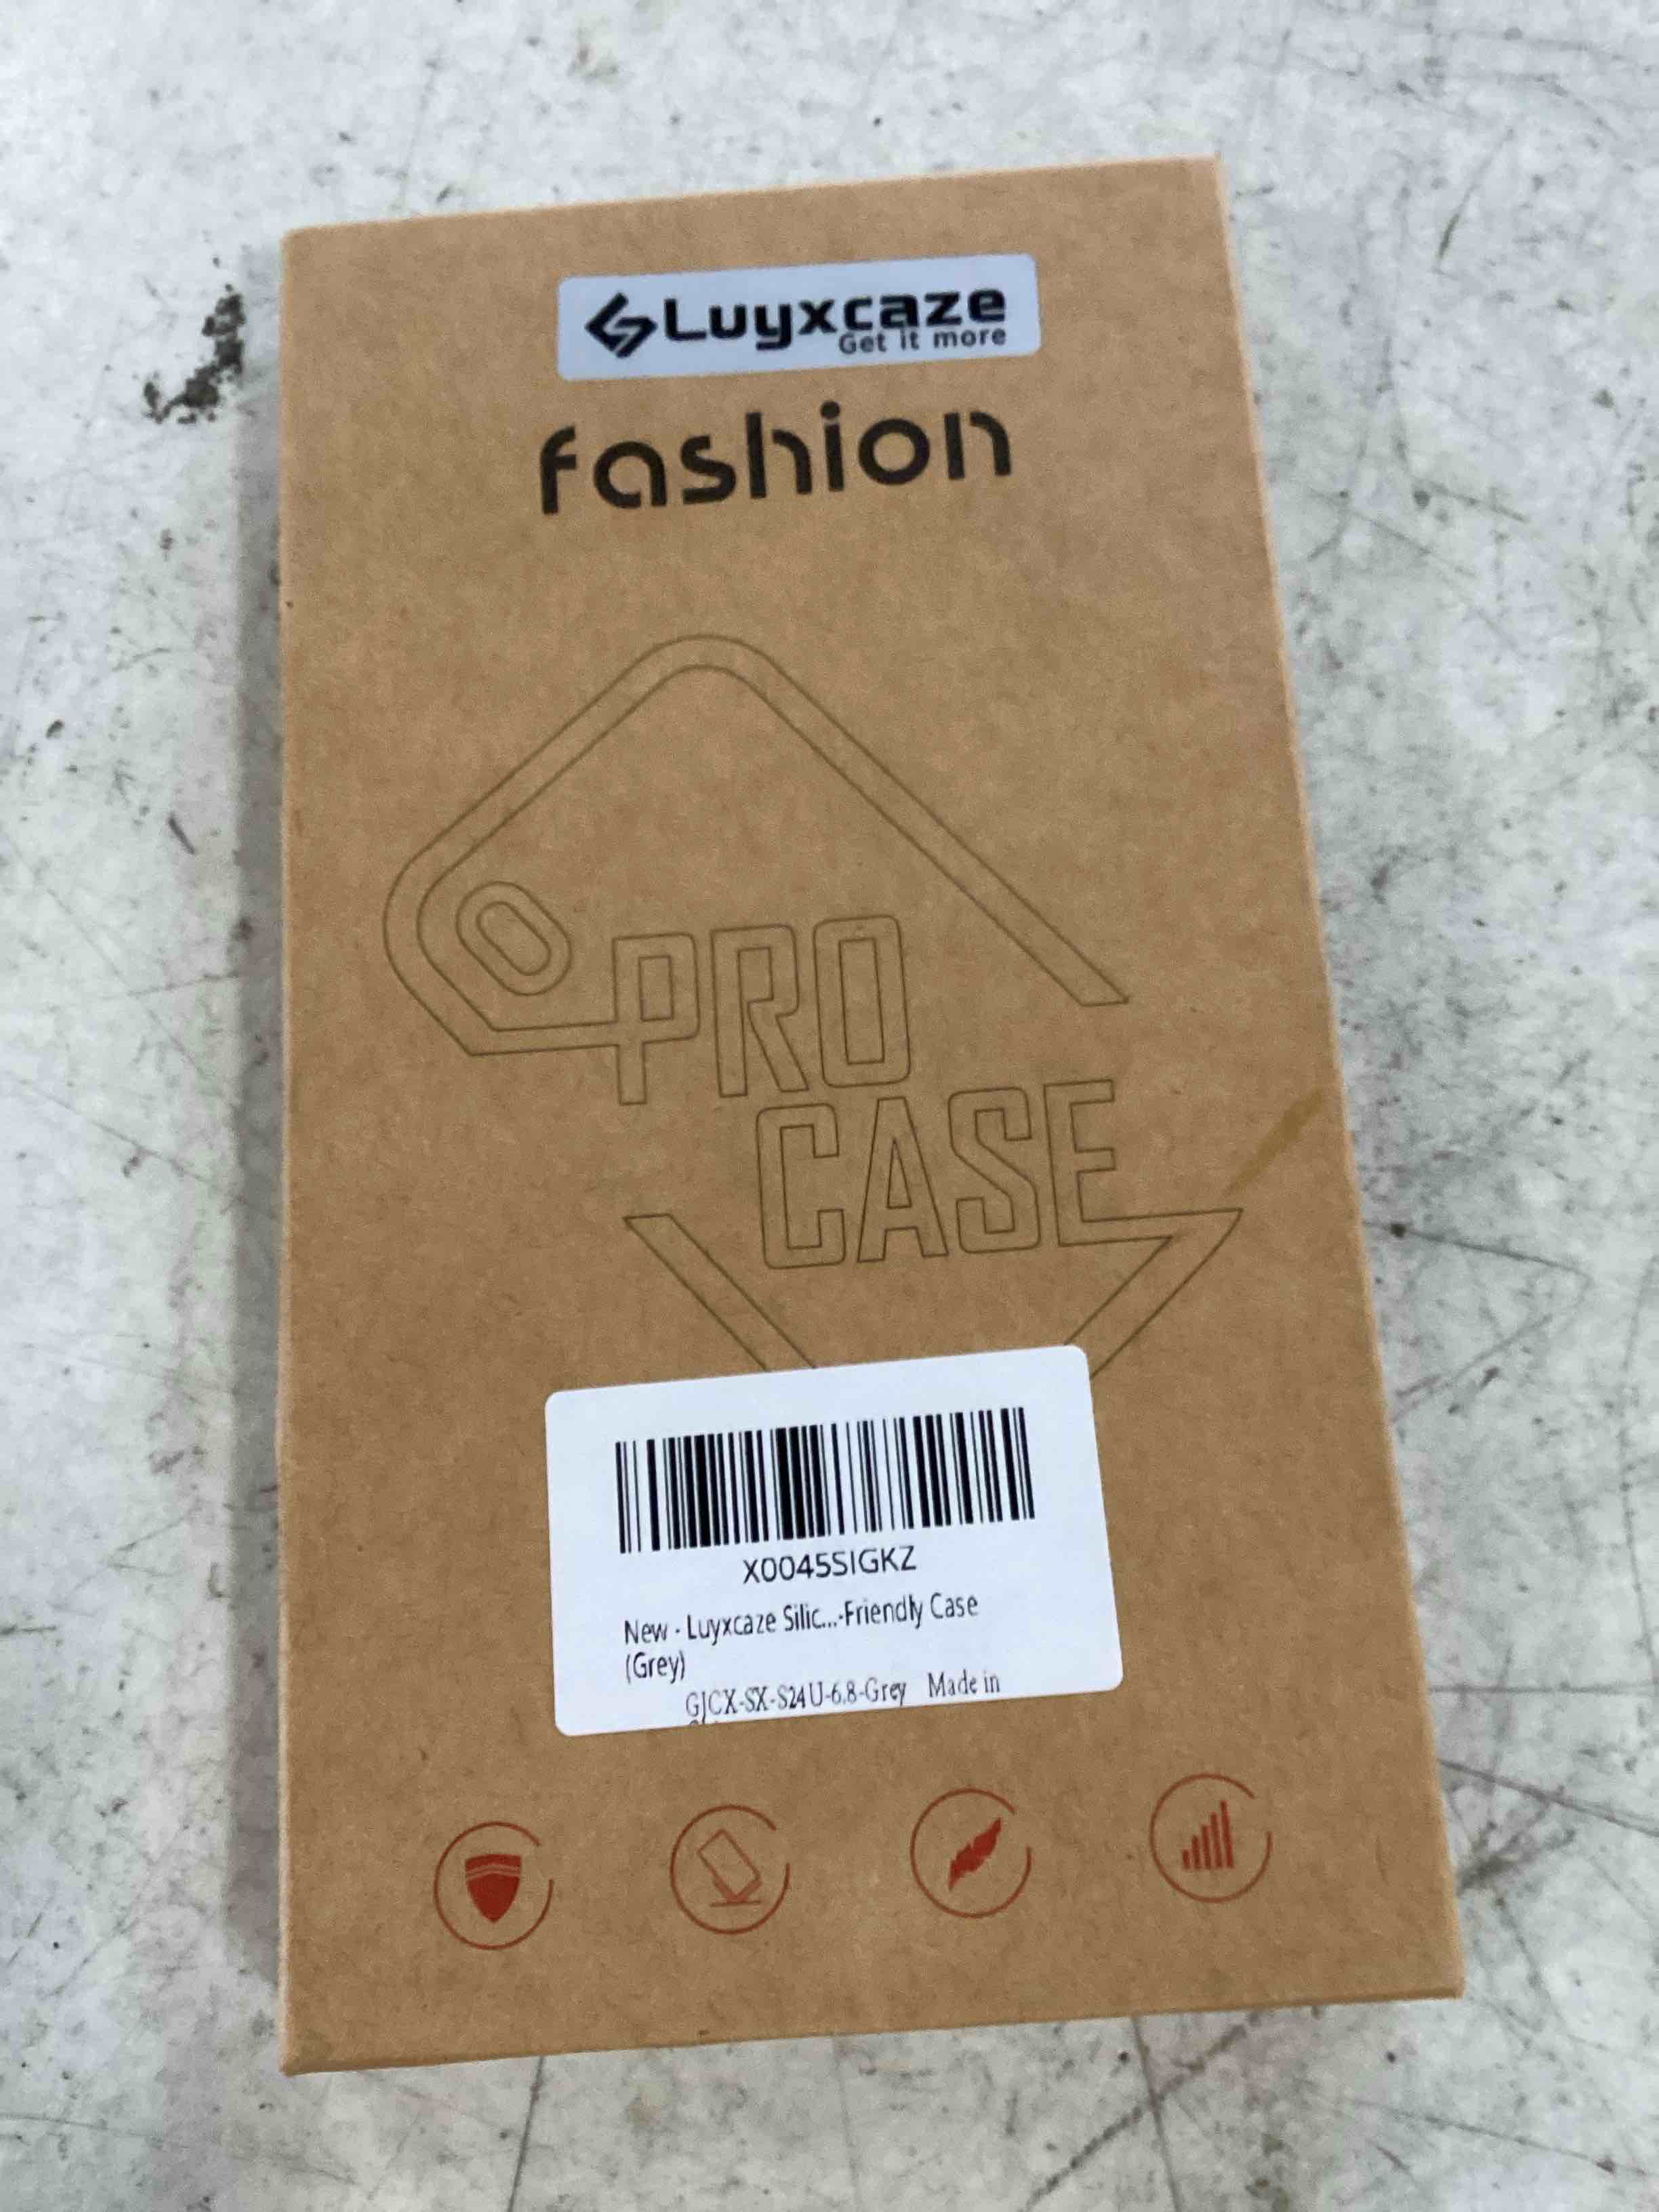 Luyxcaze
Get it more
fashion
PRO
CASE
X0045SIGKZ
New - Luyxcaze Silic...-Friendly Case
(Grey)
GJCX-SX-S24U-6.8-Grey Made in